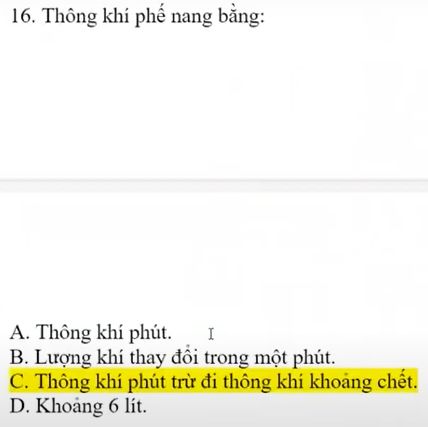 16. Thông khí phế nang bằng:
A. Thông khí phút.
B. Lượng khí thay đổi trong một phút.
C. Thông khí phút trừ đi thông khí khoảng chết.
D. Khoảng 6 lít.